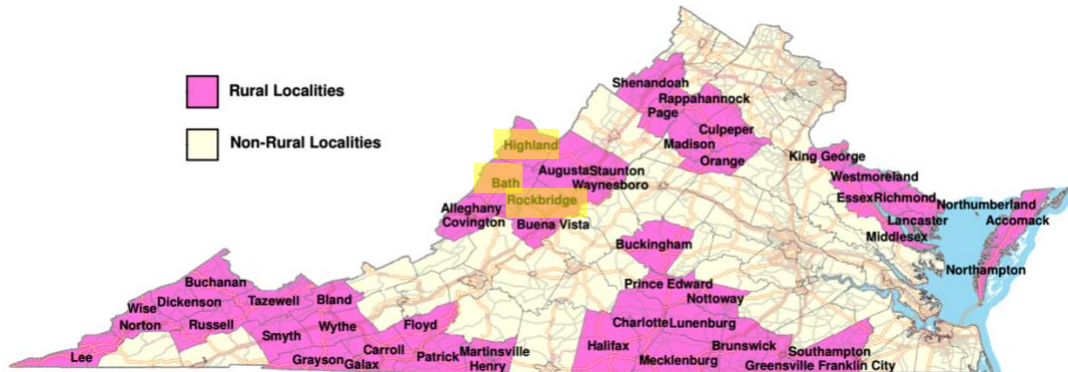 Rural Localities
Non-Rural Localities
Shenandoah
Rappahannock
Page
Culpeper
Madison
Orange
Highland
Augusta Staunton
Bath
Waynesboro
Rockbridge
Alleghany
Covington
Buena Vista
King George
Westmoreland
Essex Richmond
Northumberland
Lancaster
Accomack
Middlesex
Northampton
Buckingham
Prince Edward
Nottoway
Charlotte Lunenburg
Halifax
Brunswick
Mecklenburg
Southampton
Greensville Franklin City
Buchanan
Wise
Dickenson
Tazewell
Bland
Norton
Russell
Smyth
Wythe
Floyd
Lee
Grayson
Carroll
Galax
Patrick
Martinsville
Henry